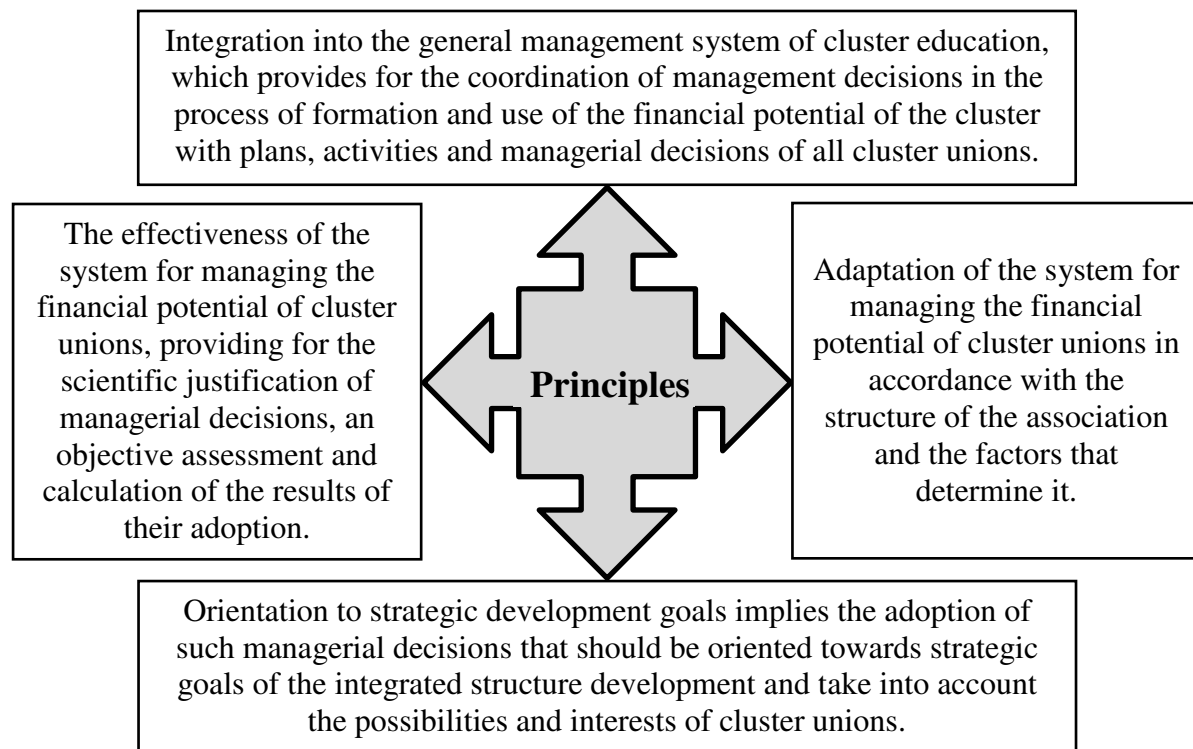 Integration into the general management system of cluster education,
which provides for the coordination of management decisions in the
process of formation and use of the financial potential of the cluster
with plans, activities and managerial decisions of all cluster unions.
The effectiveness of the
system for managing the
financial potential of cluster
unions, providing for the
scientific justification of
managerial decisions, an
objective assessment and
calculation of the results of
their adoption.
Principles
Adaptation of the system for
managing the financial
potential of cluster unions in
accordance with the
structure of the association
and the factors that
determine it.
Orientation to strategic development goals implies the adoption of
such managerial decisions that should be oriented towards strategic
goals of the integrated structure development and take into account
the possibilities and interests of cluster unions.